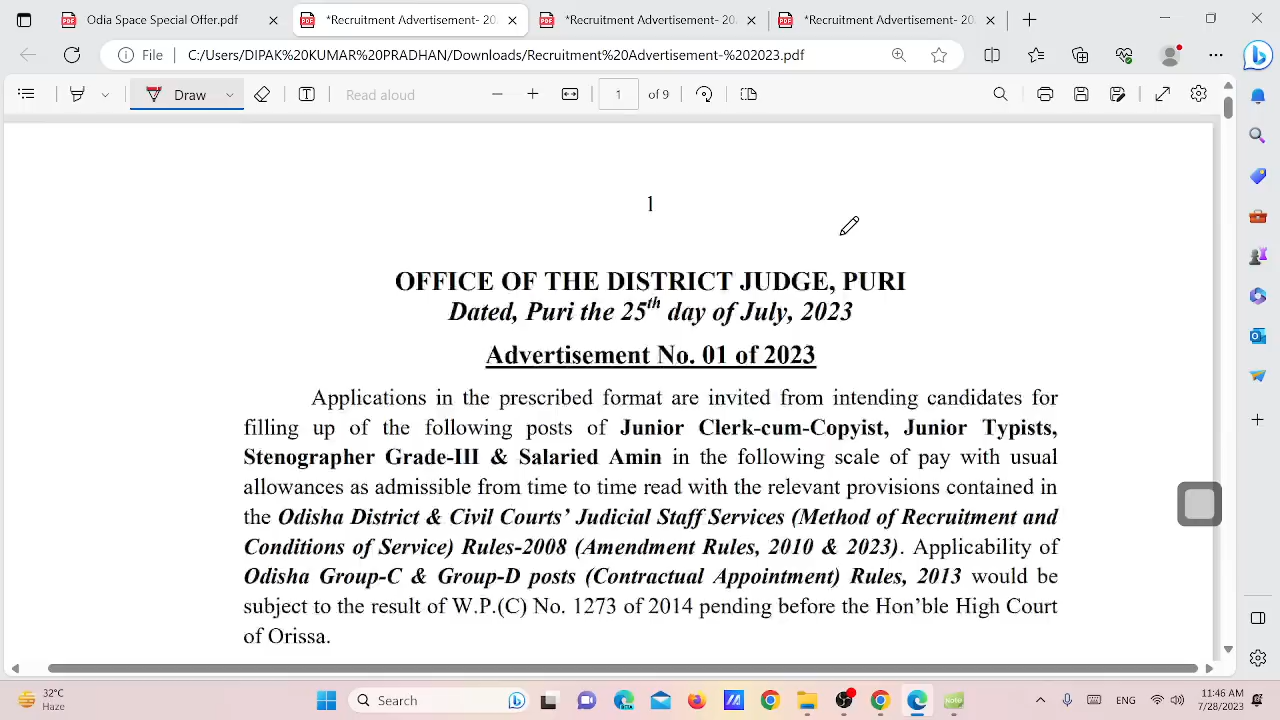 Odia Space Special Offer.pdf
*Recruitment Advertisement- 20
*Recruitment Advertisement- 20
*Recruitment Advertisement- 20
File
C:/Users/DIPAK%20KUMAR%20PRADHAN/Downloads/Recruitment%20Advertisement-%202023.pdf
Draw
Read aloud
1 of 9
1
OFFICE OF THE DISTRICT JUDGE, PURI
Dated, Puri the 25th day of July, 2023
Advertisement No. 01 of 2023
Applications in the prescribed format are invited from intending candidates for
filling up of the following posts of Junior Clerk-cum-Copyist, Junior Typists,
Stenographer Grade-III & Salaried Amin in the following scale of pay with usual
allowances as admissible from time to time read with the relevant provisions contained in
the Odisha District & Civil Courts’ Judicial Staff Services (Method of Recruitment and
Conditions of Service) Rules-2008 (Amendment Rules, 2010 & 2023). Applicability of
Odisha Group-C & Group-D posts (Contractual Appointment) Rules, 2013 would be
subject to the result of W.P.(C) No. 1273 of 2014 pending before the Hon’ble High Court
of Orissa.
32°C
Haze
Search
ENG
11:46 AM
7/28/2023